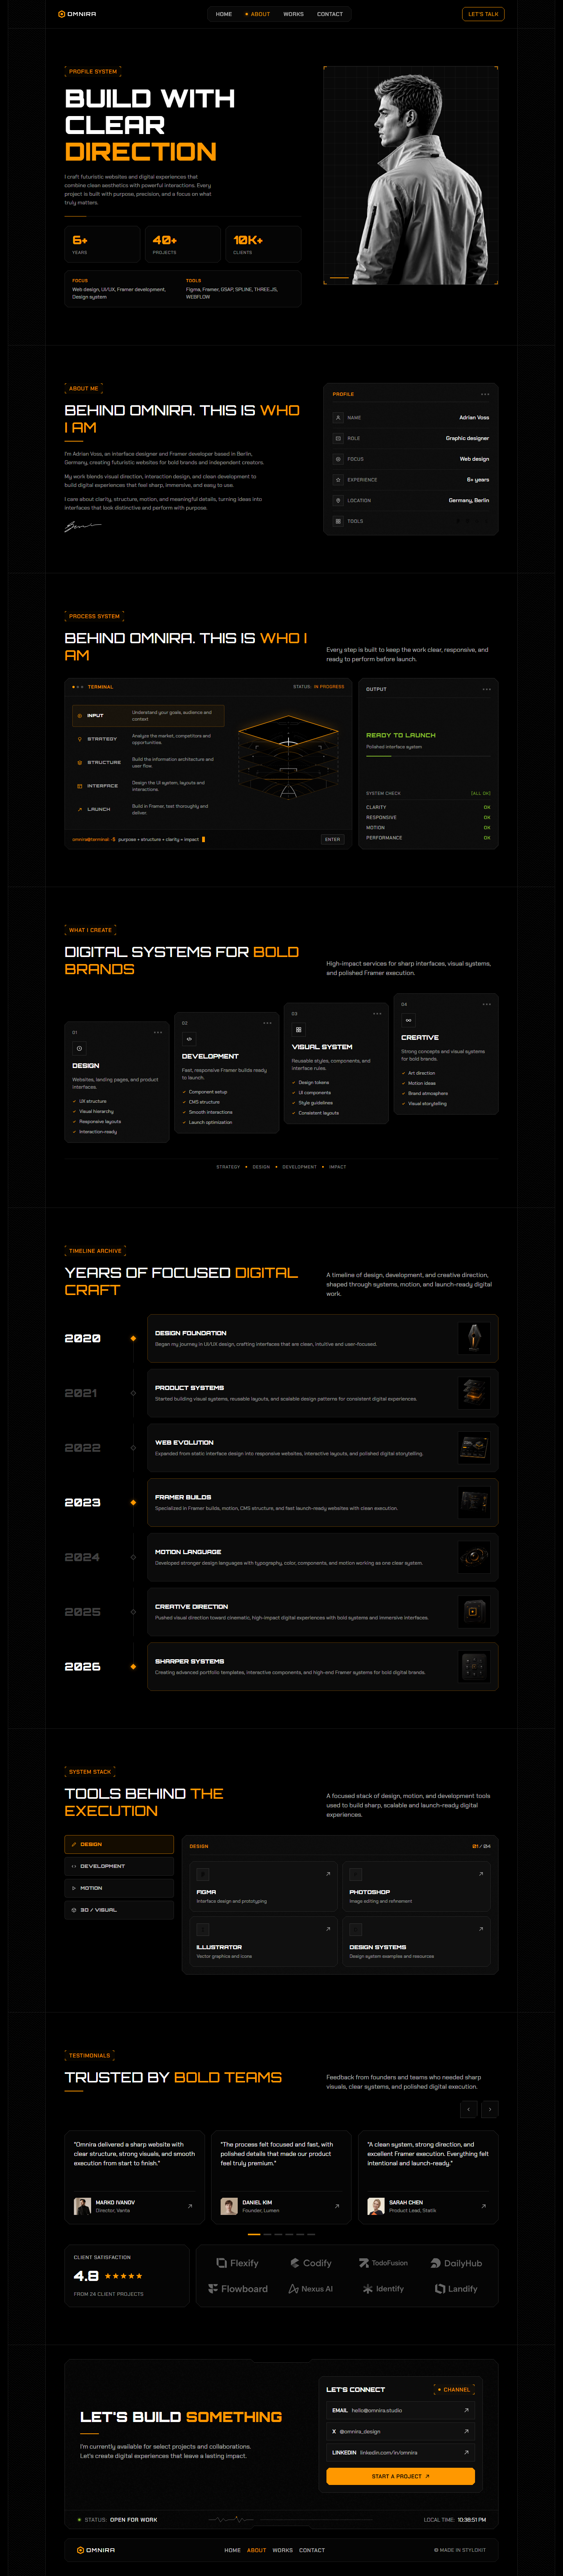 OMNIRA
HOME
ABOUT
WORKS
CONTACT
LET'S TALK
PROFILE SYSTEM
BUILD WITH
CLEAR
DIRECTION
I craft futuristic websites and digital experiences that
combine clean aesthetics with powerful interactions. Every
project is built with purpose, precision, and a focus on what
truly matters.
6+
YEARS
40+
PROJECTS
10K+
CLIENTS
FOCUS
Web design, UI/UX, Framer development,
Design system
TOOLS
Figma, Framer, GSAP, SPLINE, THREE.JS,
WEBFLOW
ABOUT ME
BEHIND OMNIRA. THIS IS WHO
I AM
I'm Adrian Voss, an interface designer and Framer developer based in Berlin,
Germany, creating futuristic websites for bold brands and independent creators.
My work blends visual direction, interaction design, and clean development to
build digital experiences that feel sharp, immersive, and easy to use.
I care about clarity, structure, motion, and meaningful details, turning ideas into
interfaces that look distinctive and perform with purpose.
PROFILE
NAME
Adrian Voss
ROLE
Graphic designer
FOCUS
Web design
EXPERIENCE
6+ years
LOCATION
Germany, Berlin
TOOLS
PROCESS SYSTEM
BEHIND OMNIRA. THIS IS WHO I
AM
Every step is built to keep the work clear, responsive, and
ready to perform before launch.
TERMINAL
STATUS: IN PROGRESS
INPUT
Understand your goals, audience and
context
STRATEGY
Analyze the market, competitors and
opportunities.
STRUCTURE
Build the information architecture and
user flow.
INTERFACE
Design the UI system, layouts and
interactions.
LAUNCH
Build in Framer, test thoroughly and
deliver.
omnira@terminal ~$ purpose + structure + clarity + impact
ENTER
OUTPUT
READY TO LAUNCH
Polished interface system
SYSTEM CHECK
[ALL OK]
CLARITY
OK
RESPONSIVE
OK
MOTION
OK
PERFORMANCE
OK
WHAT I CREATE
DIGITAL SYSTEMS FOR BOLD
BRANDS
High-impact services for sharp interfaces, visual systems,
and polished Framer execution.
01
DESIGN
Websites, landing pages, and product
interfaces.
UX structure
Visual hierarchy
Responsive layouts
Interaction-ready
02
DEVELOPMENT
Fast, responsive Framer builds ready
to launch.
Component setup
CMS structure
Smooth interactions
Launch optimization
03
VISUAL SYSTEM
Reusable styles, components, and
interface rules.
Design tokens
UI components
Style guidelines
Consistent layouts
04
CREATIVE
Strong concepts and visual systems
for bold brands.
Art direction
Motion ideas
Brand atmosphere
Visual storytelling
STRATEGY
DESIGN
DEVELOPMENT
IMPACT
TIMELINE ARCHIVE
YEARS OF FOCUSED DIGITAL
CRAFT
A timeline of design, development, and creative direction,
shaped through systems, motion, and launch-ready digital
work.
2020
DESIGN FOUNDATION
Began my journey in UI/UX design, crafting interfaces that are clean, intuitive and user-focused.
2021
PRODUCT SYSTEMS
Started building visual systems, reusable layouts, and scalable design patterns for consistent digital experiences.
2022
WEB EVOLUTION
Expanded from static interface design into responsive websites, interactive layouts, and polished digital storytelling.
2023
FRAMER BUILDS
Specialized in Framer builds, motion, CMS structure, and fast launch-ready websites with clean execution.
2024
MOTION LANGUAGE
Developed stronger design languages with typography, color, components, and motion working as one clear system.
2025
CREATIVE DIRECTION
Pushed visual direction toward cinematic, high-impact digital experiences with bold systems and immersive interfaces.
2026
SHARPER SYSTEMS
Creating advanced portfolio templates, interactive components, and high-end Framer systems for bold digital brands.
SYSTEM STACK
TOOLS BEHIND THE
EXECUTION
A focused stack of design, motion, and development tools
used to build sharp, scalable and launch-ready digital
experiences.
DESIGN
DEVELOPMENT
MOTION
3D / VISUAL
DESIGN
01 / 04
FIGMA
Interface design and prototyping
PHOTOSHOP
Image editing and refinement
ILLUSTRATOR
Vector graphics and icons
DESIGN SYSTEMS
Design system examples and resources
TESTIMONIALS
TRUSTED BY BOLD TEAMS
Feedback from founders and teams who needed sharp
visuals, clear systems, and polished digital execution.
"Omnira delivered a sharp website with
clear structure, strong visuals, and smooth
execution from start to finish."
MARKO IVANOV
Director, Venta
"The process felt focused and fast, with
polished details that made our product
feel truly premium."
DANIEL KIM
Founder, Lumen
"A clean system, strong direction, and
excellent Framer execution. Everything felt
intentional and launch-ready."
SARAH CHEN
Product Lead, Statik
CLIENT SATISFACTION
4.8
FROM 24 CLIENT PROJECTS
Flexify
Codify
TodoFusion
DailyHub
Flowboard
Nexus AI
Identify
Landify
LET'S BUILD SOMETHING
I'm currently available for select projects and collaborations.
Let's create digital experiences that leave a lasting impact.
LET'S CONNECT
CHANNEL
EMAIL hello@omnira.studio
X @omnira_design
LINKEDIN linkedin.com/in/omnira
START A PROJECT
STATUS: OPEN FOR WORK
LOCAL TIME: 10:38:51 PM
OMNIRA
HOME
ABOUT
WORKS
CONTACT
© MADE IN STYLOKIT